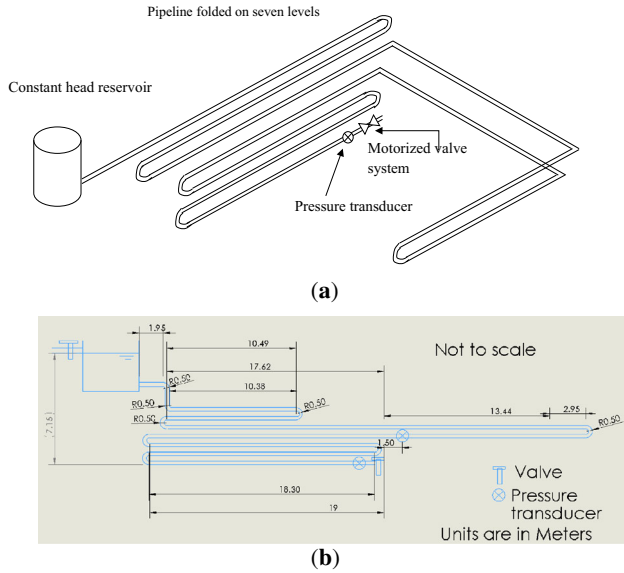 Pipeline folded on seven levels
Constant head reservoir
Motorized valve
system
Pressure transducer
(a)
1.95
10.49
Not to scale
17.62
R0.50
10.38
R0.50
R0.50
R0.50
13.44
2.95
R0.50
1.50
18.30
19
Valve
Pressure
transducer
Units are in Meters
(b)